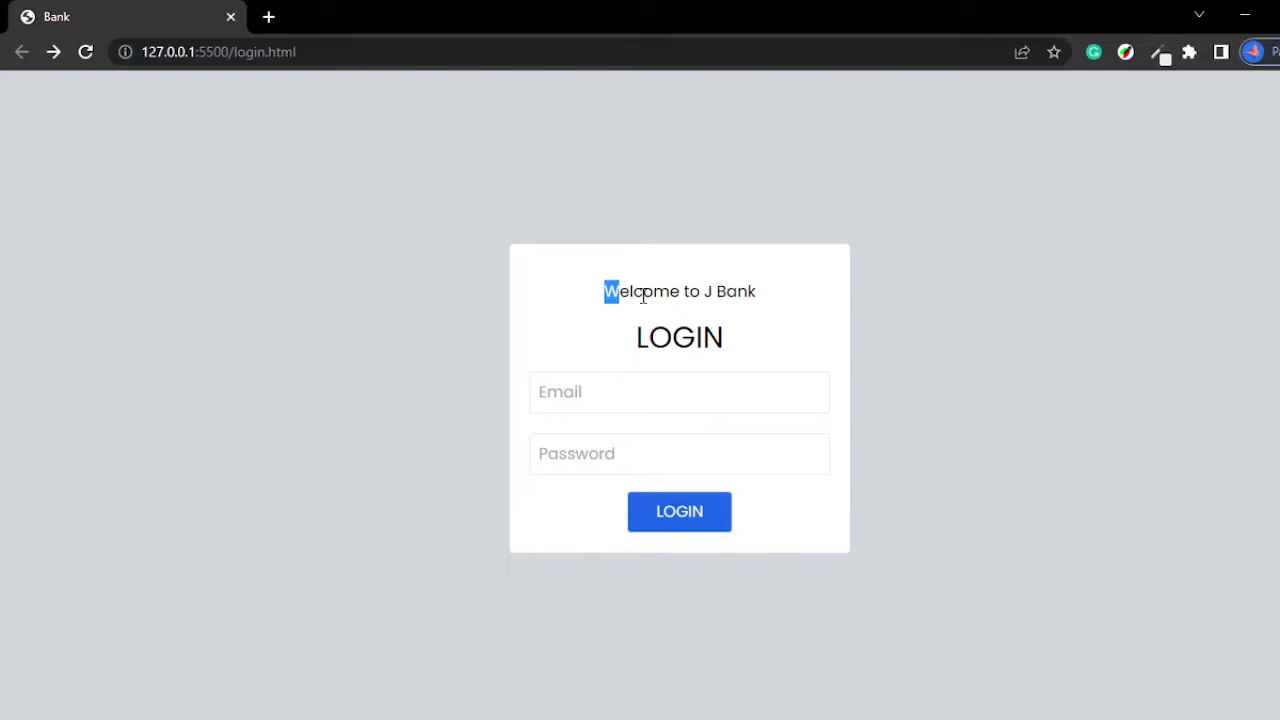 Bank
127.0.0.1:5500/login.html
Welcome to J Bank
LOGIN
Email
Password
LOGIN